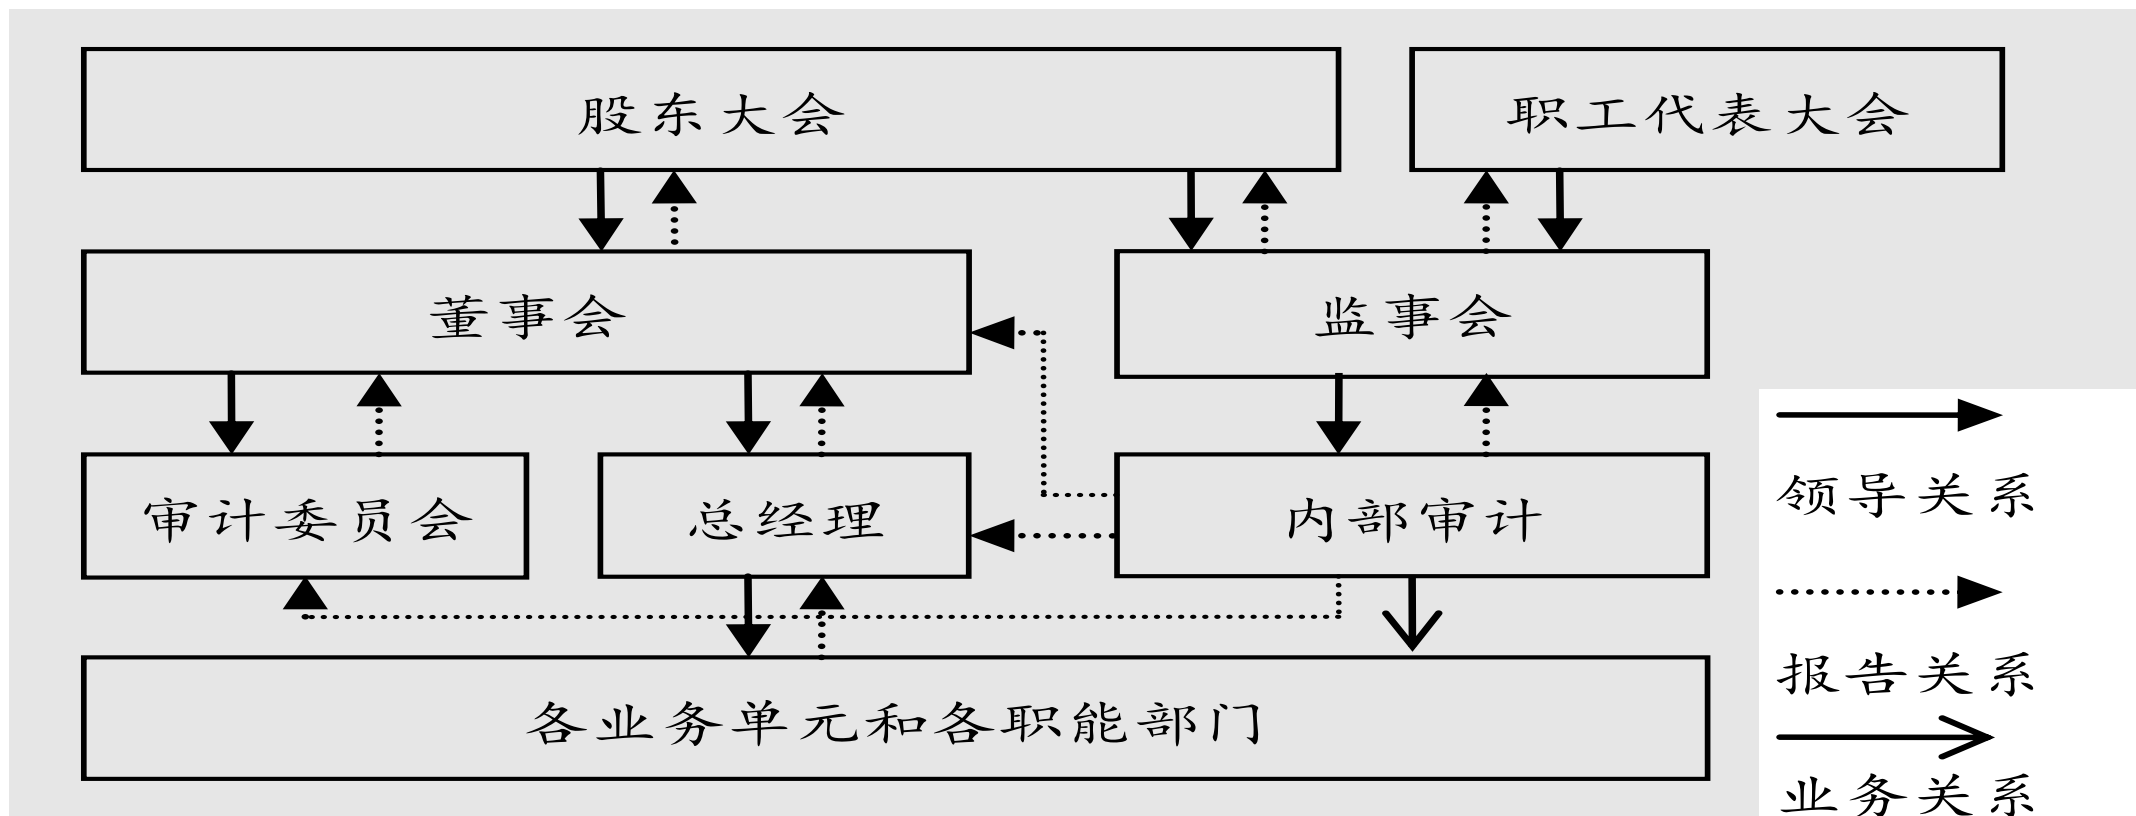 股东大会
职工代表大会
董事会
监事会
审计委员会
总经理
内部审计
各业务单元和各职能部门
领导关系
报告关系
业务关系